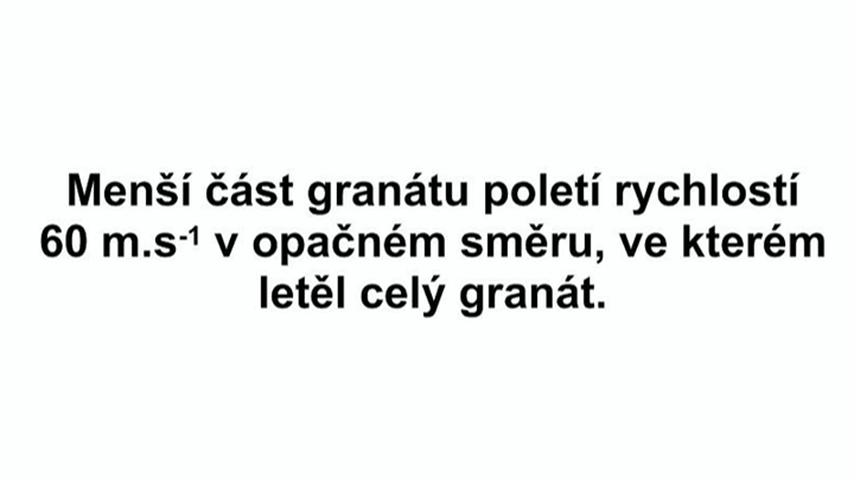 Menší část granátu poletí rychlostí
60 m.s⁻¹ v opačném směru, ve kterém
letěl celý granát.